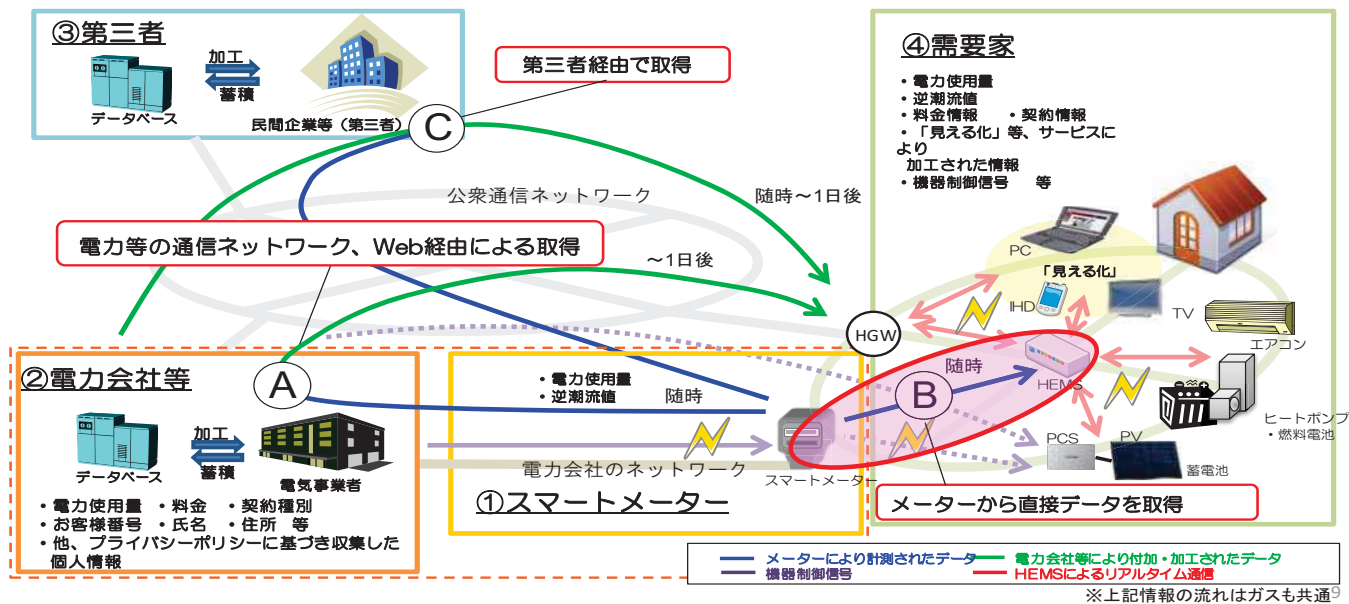 ③第三者
加工
蓄積
データベース
民間企業等（第三者）
第三者経由で取得
C
④需要家
・電力使用量
・逆潮流値
・料金情報　・契約情報
・「見える化」等、サービスに
より
加工された情報
・機器制御信号　等
公衆通信ネットワーク
随時～1日後
電力等の通信ネットワーク、Web経由による取得
～1日後
PC
「見える化」
IHD
TV
エアコン
HGW
HEMS
随時
B
ヒートポンプ
・燃料電池
PCS
PV
蓄電池
②電力会社等
A
加工
蓄積
データベース
電気事業者
・電力使用量　・料金　・契約種別
・お客様番号　・氏名　・住所　等
・他、プライバシーポリシーに基づき収集した
個人情報
・電力使用量
・逆潮流値
随時
電力会社のネットワーク
スマートメーター
①スマートメーター
メーターから直接データを取得
メーターにより計測されたデータ
電力会社等により付加・加工されたデータ
機器制御信号
HEMSによるリアルタイム通信
※上記情報の流れはガスも共通
9